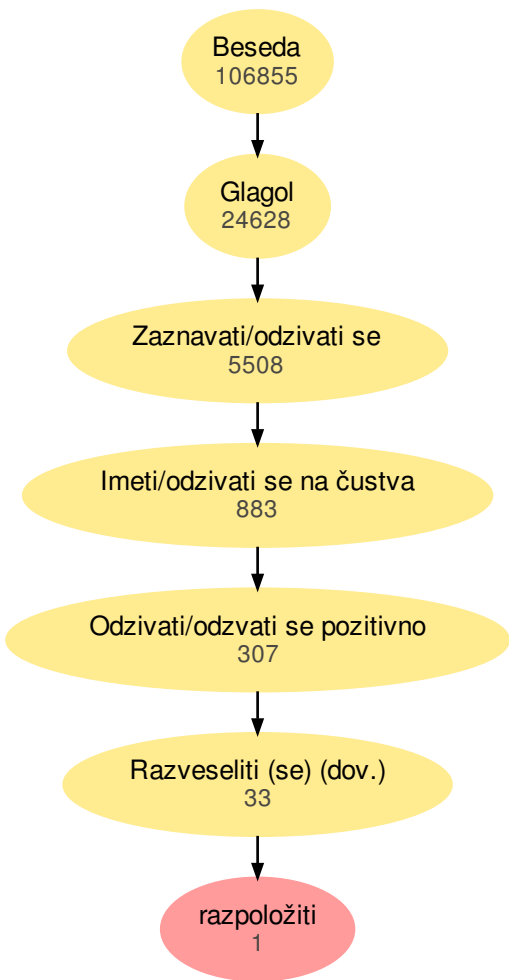 Beseda
106855
Glagol
24628
Zaznavati/odzivati se
5508
Imeti/odzivati se na čustva
883
Odzivati/odzvati se pozitivno
307
Razveseliti (se) (dov.)
33
razpoložiti
1